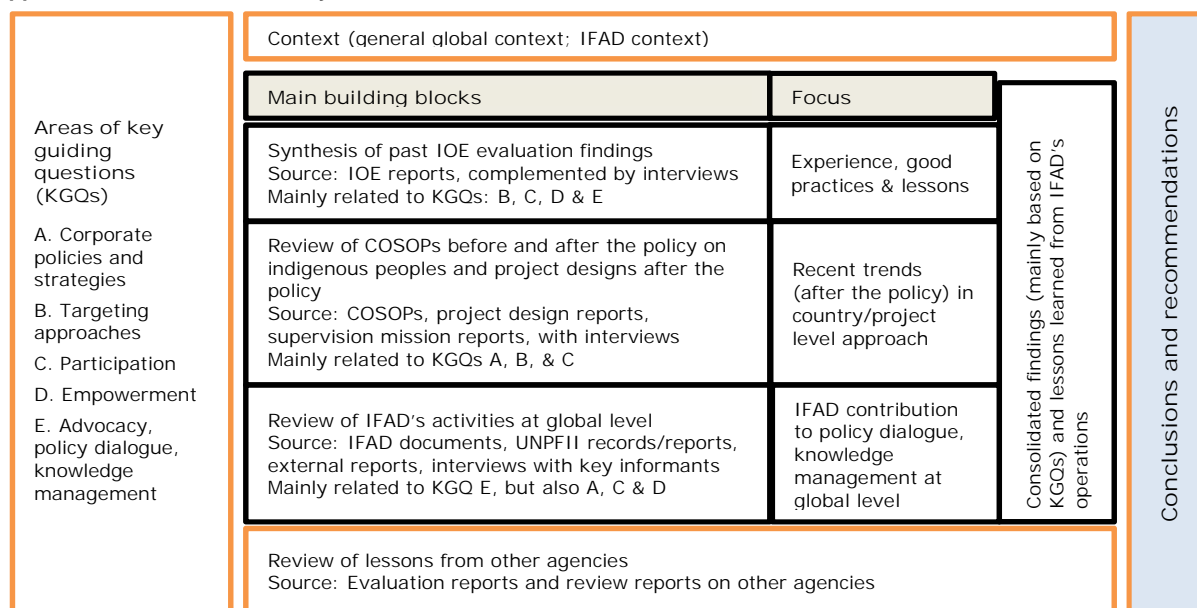 Areas of key
guiding
questions
(KGQs)
A. Corporate
policies and
strategies
B. Targeting
approaches
C. Participation
D. Empowerment
E. Advocacy,
policy dialogue,
knowledge
management
Context (general global context; IFAD context)
Main building blocks
Focus
Synthesis of past IOE evaluation findings
Source: IOE reports, complemented by interviews
Mainly related to KGQs: B, C, D & E
Experience, good
practices & lessons
Review of COSOPs before and after the policy on
indigenous peoples and project designs after the
policy
Source: COSOPs, project design reports,
supervision mission reports, with interviews
Mainly related to KGQs A, B, & C
Recent trends
(after the policy) in
country/project
level approach
Review of IFAD's activities at global level
Source: IFAD documents, UNPFII records/reports,
external reports, interviews with key informants
Mainly related to KGQ E, but also A, C & D
IFAD contribution
to policy dialogue,
knowledge
management at
global level
Consolidated findings (mainly based on
KGQs) and lessons learned from IFAD's
operations
Review of lessons from other agencies
Source: Evaluation reports and review reports on other agencies
Conclusions and recommendations